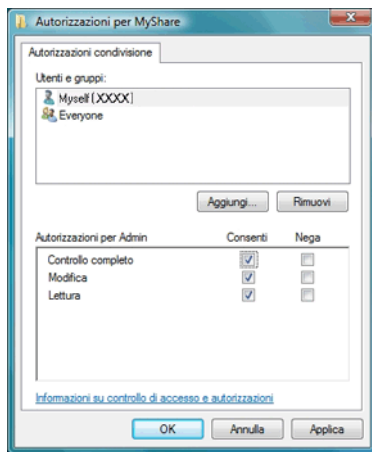 Autorizzazioni per MyShare
Autorizzazioni condivisione
Utenti e gruppi:
Myself [XXXX]
Everyone
Aggiungi... Rimuovi
Autorizzazioni per Admin Consenti Nega
Controllo completo
Modifica
Lettura
Informazioni su controllo di accesso e autorizzazioni
OK Annulla Applica